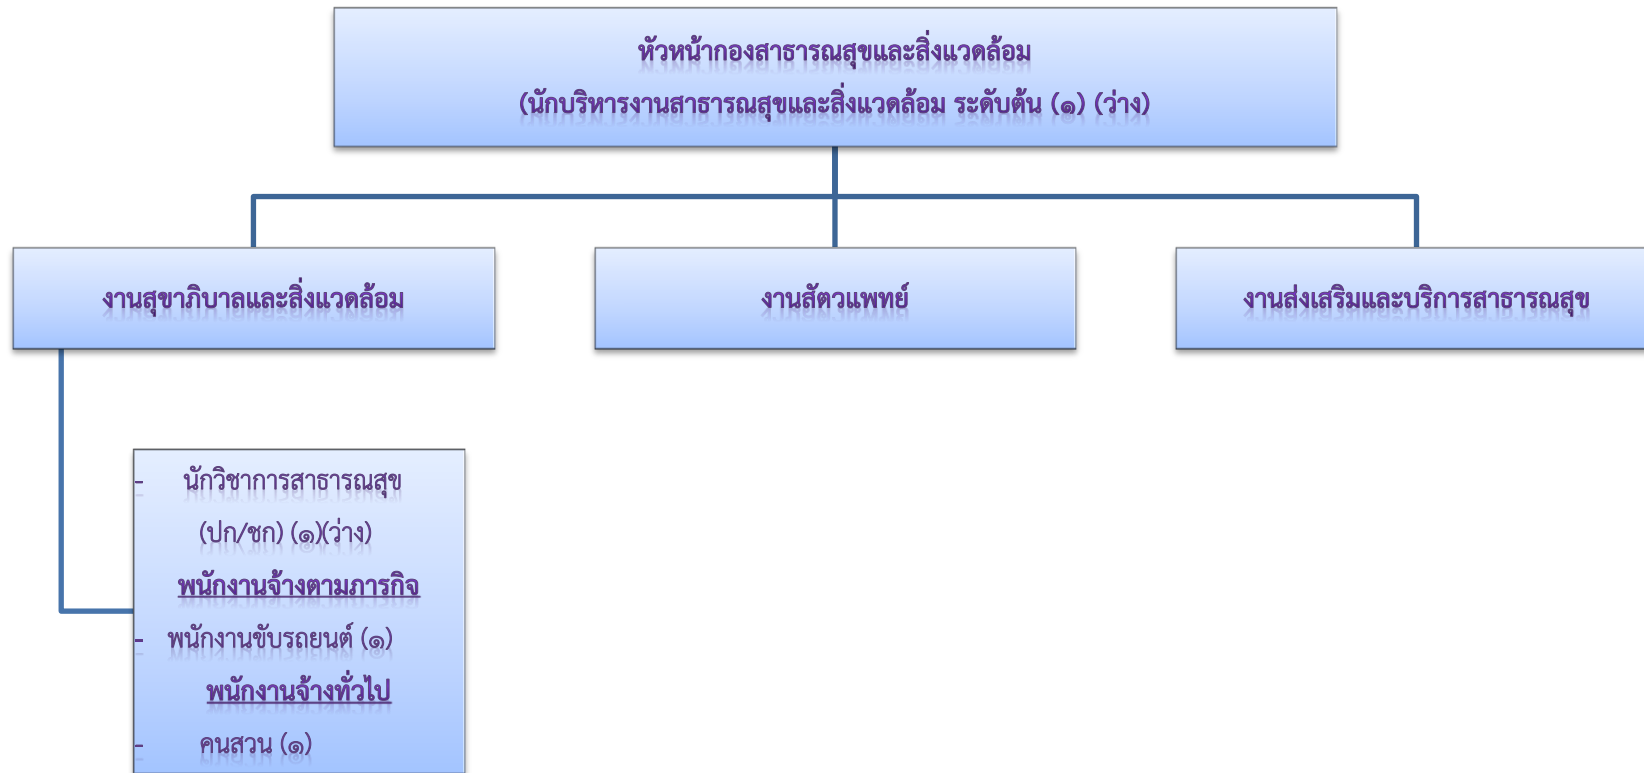 หัวหน้ากองสาธารณสุขและสิ่งแวดล้อม
(นักบริหารงานสาธารณสุขและสิ่งแวดล้อม ระดับต้น (๑) (ว่าง)
งานสุขาภิบาลและสิ่งแวดล้อม
งานสัตวแพทย์
งานส่งเสริมและบริการสาธารณสุข
- นักวิชาการสาธารณสุข
(ปก/ชก) (๑)(ว่าง)
พนักงานจ้างตามภารกิจ
- พนักงานขับรถยนต์ (๑)
พนักงานจ้างทั่วไป
- คนสวน (๑)